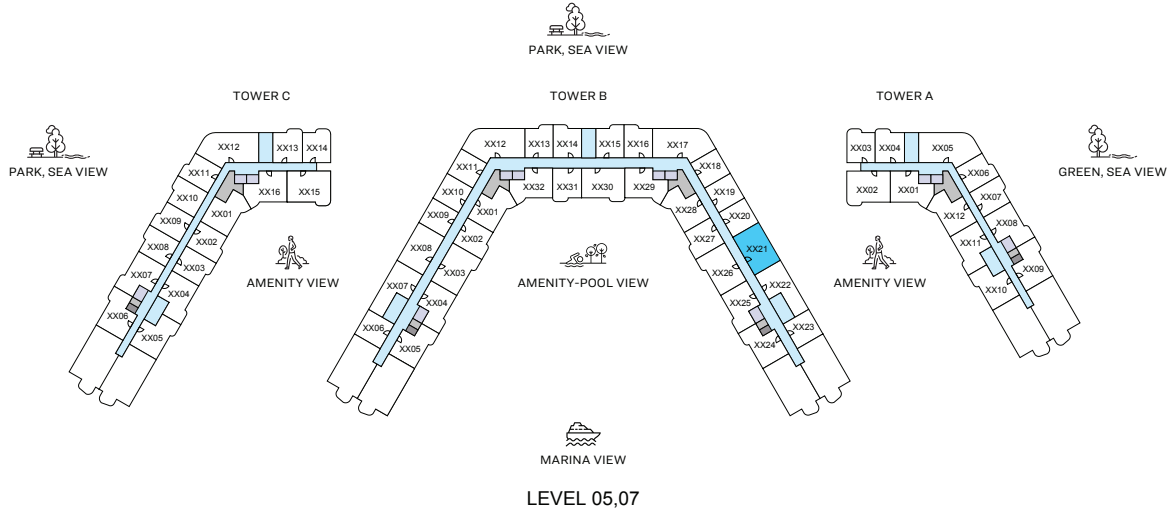 PARK, SEA VIEW
TOWER C
TOWER B
TOWER A
PARK, SEA VIEW
GREEN, SEA VIEW
XX12
XX13
XX14
XX11
XX16
XX15
XX10
XX01
XX09
XX02
XX08
XX03
XX07
XX04
XX06
XX05
AMENITY VIEW
XX12
XX13
XX14
XX15
XX16
XX17
XX11
XX32
XX31
XX30
XX29
XX18
XX10
XX01
XX28
XX19
XX09
XX02
XX27
XX20
XX08
XX03
XX26
XX21
XX07
XX04
XX25
XX22
XX06
XX05
XX24
XX23
AMENITY-POOL VIEW
AMENITY VIEW
XX03
XX04
XX05
XX02
XX01
XX06
XX12
XX07
XX11
XX08
XX10
XX09
MARINA VIEW
LEVEL 05,07